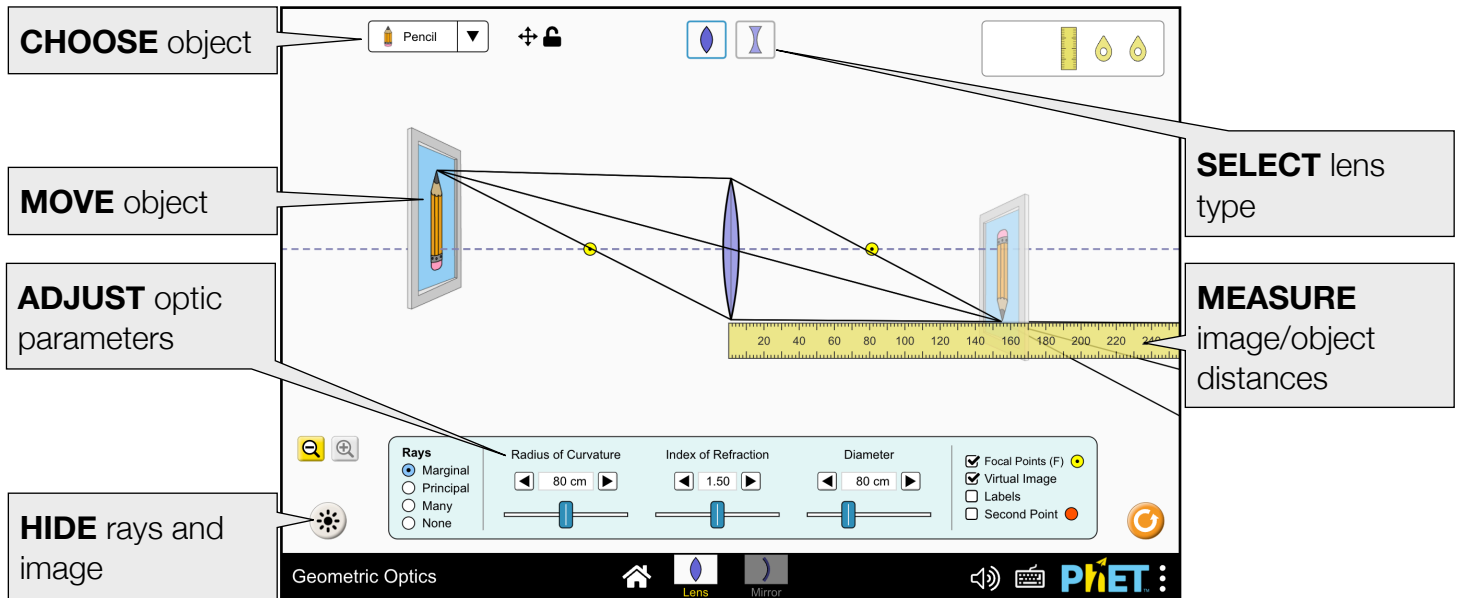 CHOOSE object
Pencil
MOVE object
SELECT lens
type
ADJUST optic
parameters
MEASURE
image/object
distances
20 40 60 80 100 120 140 160 180 200 220 240
Rays
Marginal
Principal
Many
None
Radius of Curvature
80 cm
Index of Refraction
1.50
Diameter
80 cm
Focal Points (F)
Virtual Image
Labels
Second Point
HIDE rays and
image
Geometric Optics
Lens
Mirror
PhET